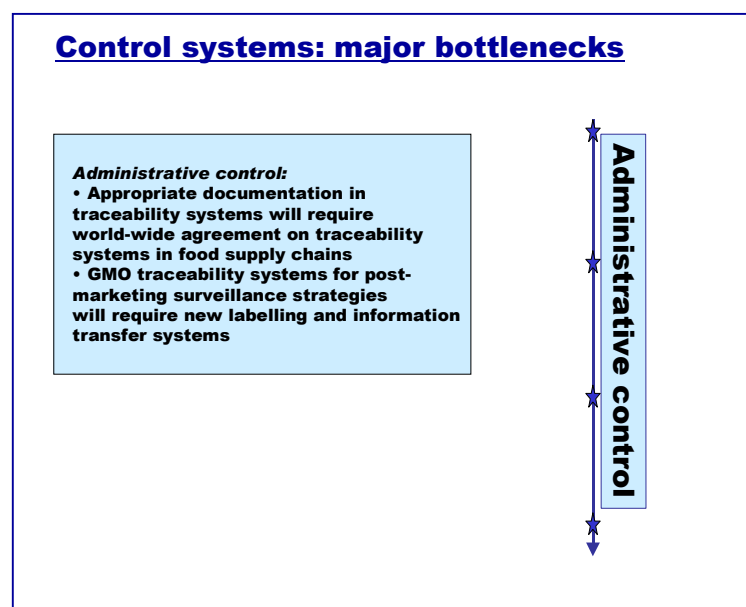 Control systems: major bottlenecks
Administrative control:
• Appropriate documentation in
traceability systems will require
world-wide agreement on traceability
systems in food supply chains
• GMO traceability systems for post-
marketing surveillance strategies
will require new labelling and information
transfer systems
Administrative control